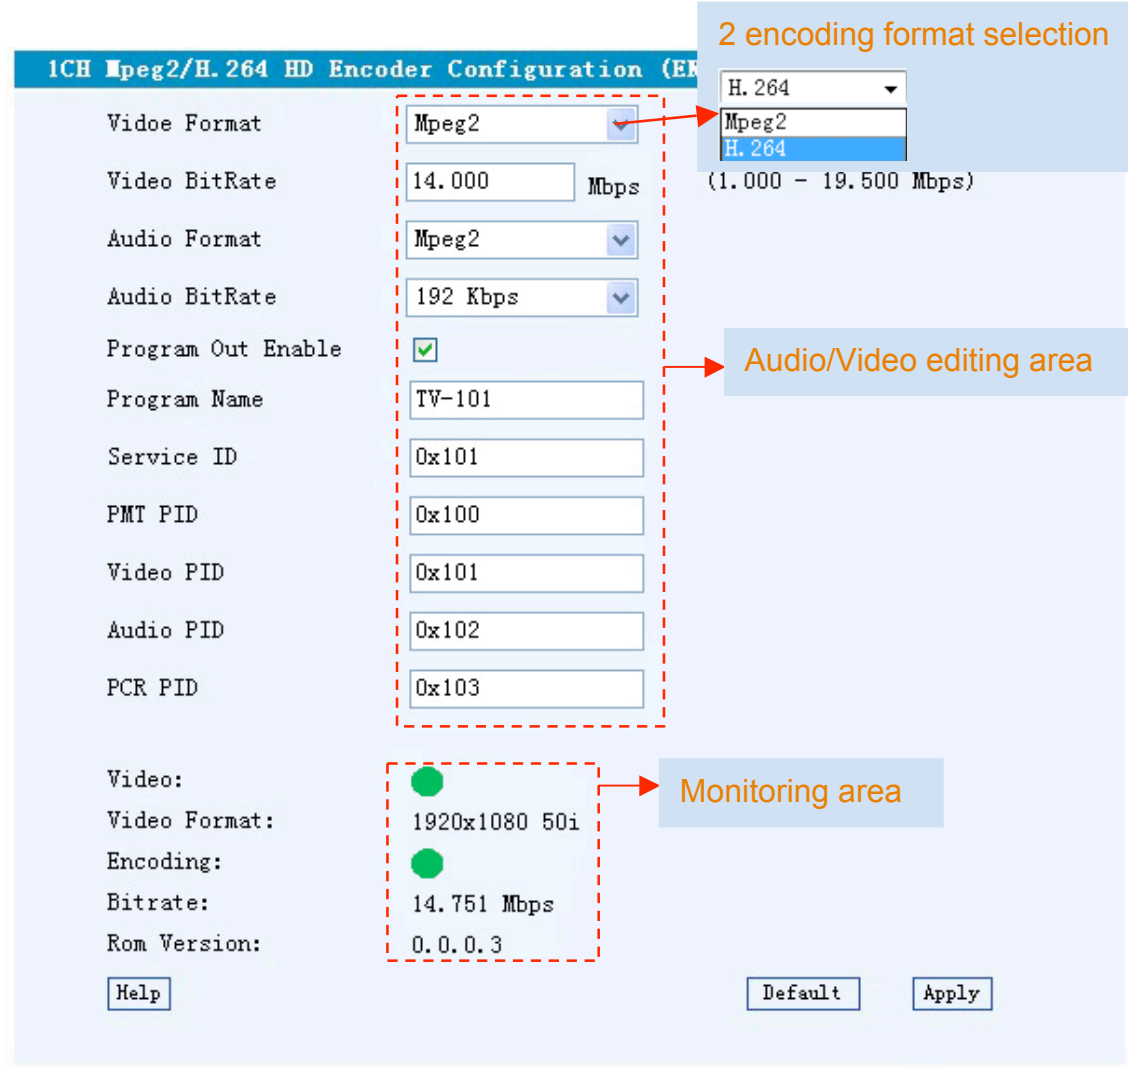 2 encoding format selection
1CH Mpeg2/H.264 HD Encoder Configuration
H.264
Mpeg2
H.264
Vidoe Format Mpeg2
Video BitRate 14.000 Mbps (1.000 - 19.500 Mbps)
Audio Format Mpeg2
Audio BitRate 192 Kbps
Program Out Enable
Audio/Video editing area
Program Name TV-101
Service ID 0x101
PMT PID 0x100
Video PID 0x101
Audio PID 0x102
PCR PID 0x103
Video:
Monitoring area
Video Format: 1920x1080 50i
Encoding:
Bitrate: 14.751 Mbps
Rom Version: 0.0.0.3
Help Default Apply